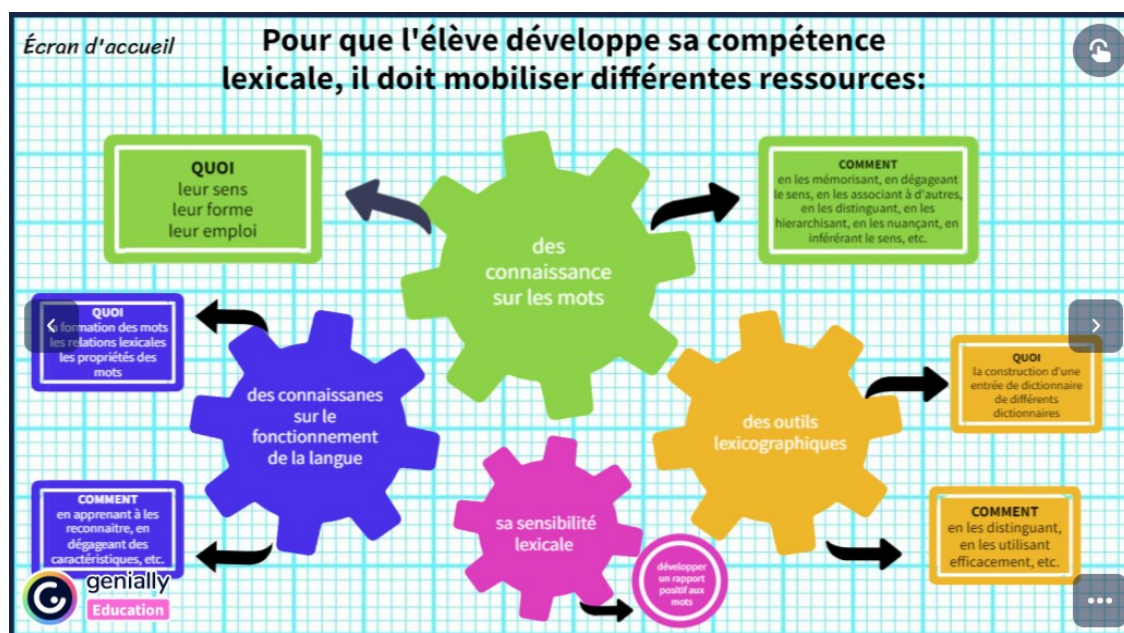 Écran d'accueil
Pour que l'élève développe sa compétence
lexicale, il doit mobiliser différentes ressources:
QUOI
leur sens
leur forme
leur emploi
COMMENT
en les mémorisant, en dégageant
le sens, en les associant à d'autres,
en les distinguant, en les
hierarchisant, en les nuançant, en
inférérant le sens, etc.
des
connaissance
sur les mots
QUOI
formation des mots
les relations lexicales
les propriétés des
mots
des connaissanes
sur le
fonctionnement
de la langue
COMMENT
en apprenant à les
reconnaître, en
dégageant des
caractéristiques, etc.
des outils
lexicographiques
QUOI
la construction d'une
entrée de dictionnaire
de différents
dictionnaires
COMMENT
en les distinguant,
en les utilisant
efficacement, etc.
sa sensibilité
lexicale
développer
un rapport
positif aux
mots
genially
Education